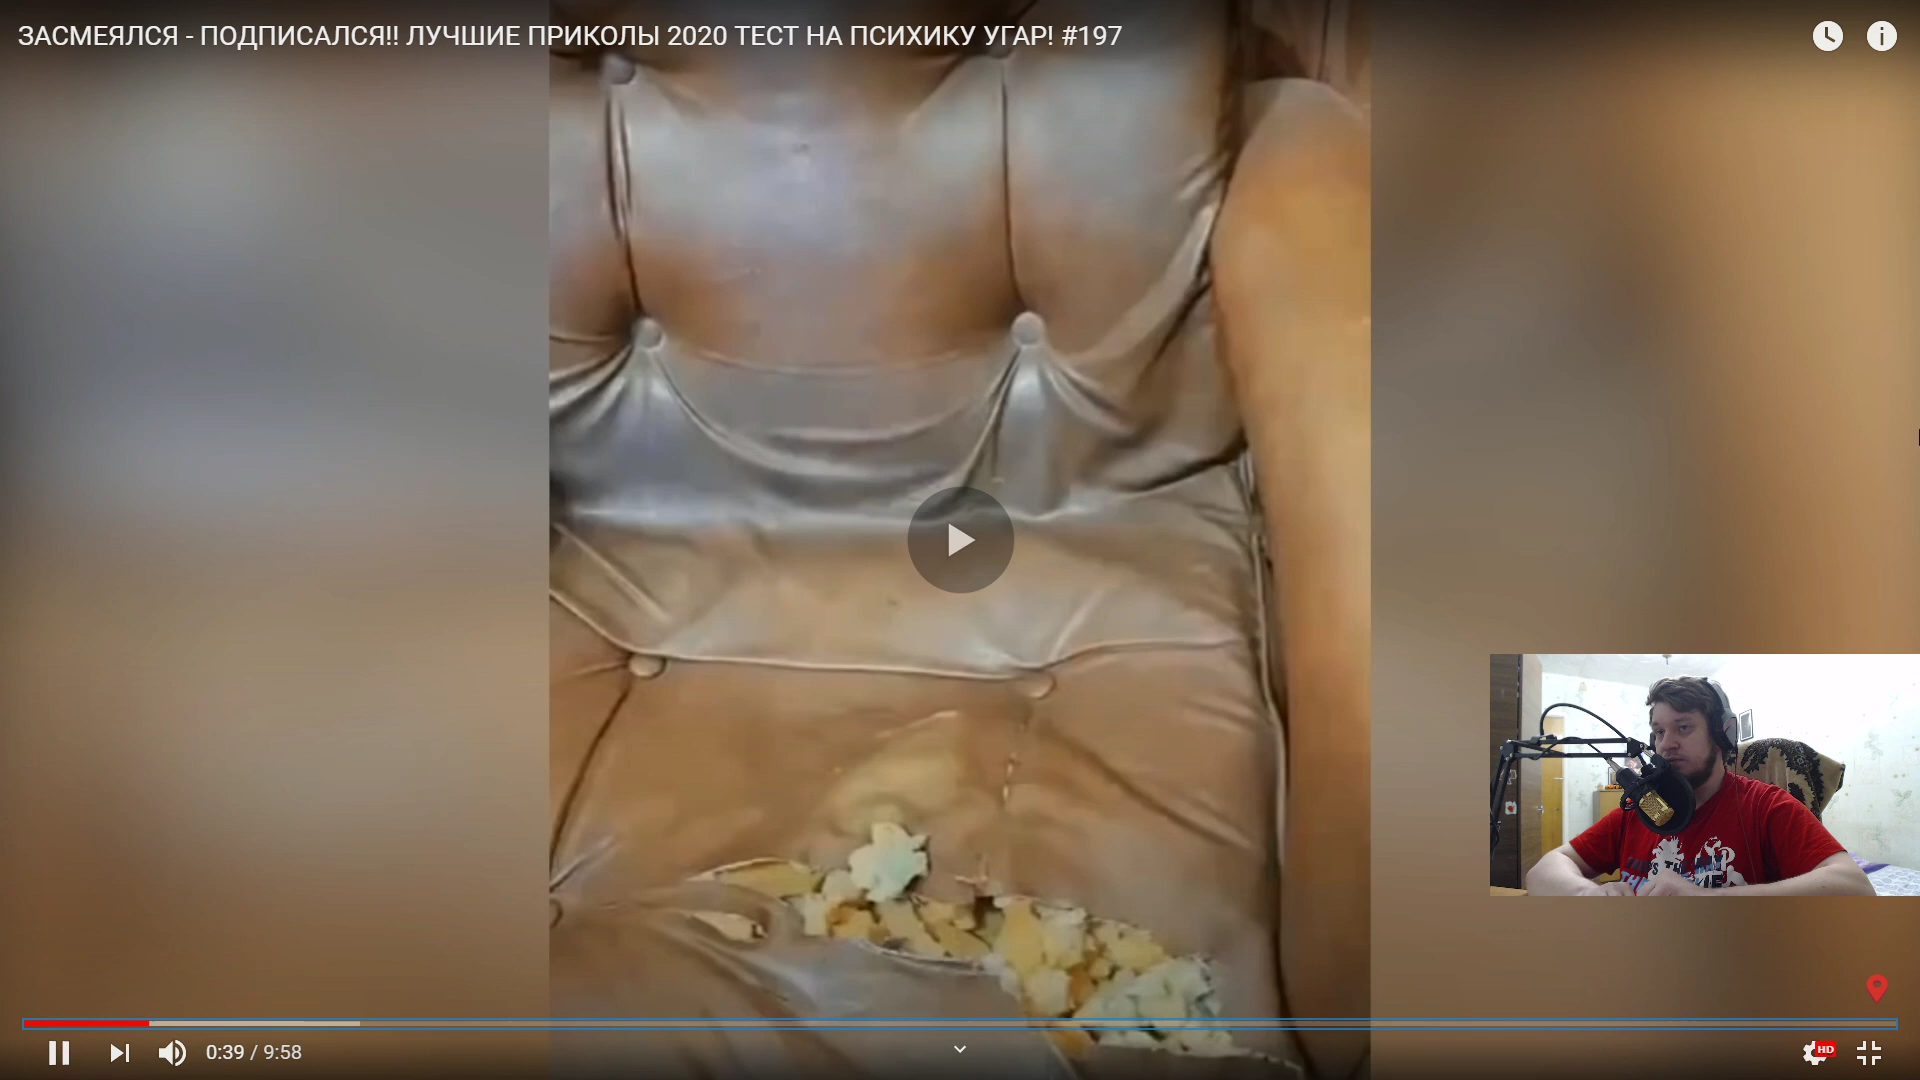 ЗАСМЕЯЛСЯ - ПОДПИСАЛСЯ!! ЛУЧШИЕ ПРИКОЛЫ 2020 ТЕСТ НА ПСИХИКУ УГАР! #197
0:39 / 9:58
HD